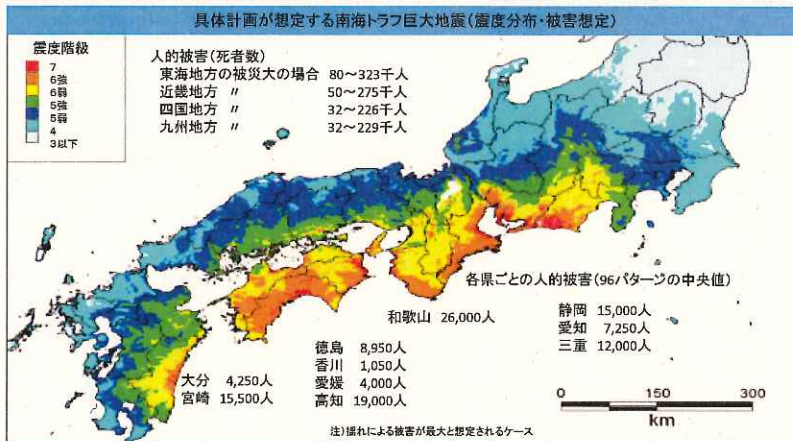 具体計画が想定する南海トラフ巨大地震(震度分布・被害想定)
震度階級
7
6強
6弱
5強
5弱
4
3以下
人的被害(死者数)
東海地方の被災大の場合 80～323千人
近畿地方 〃 50～275千人
四国地方 〃 32～226千人
九州地方 〃 32～229千人
各県ごとの人的被害(96パターンの中央値)
静岡 15,000人
愛知 7,250人
三重 12,000人
和歌山 26,000人
徳島 8,950人
香川 1,050人
愛媛 4,000人
高知 19,000人
大分 4,250人
宮崎 15,500人
0 150 300
km
注)揺れによる被害が最大と想定されるケース